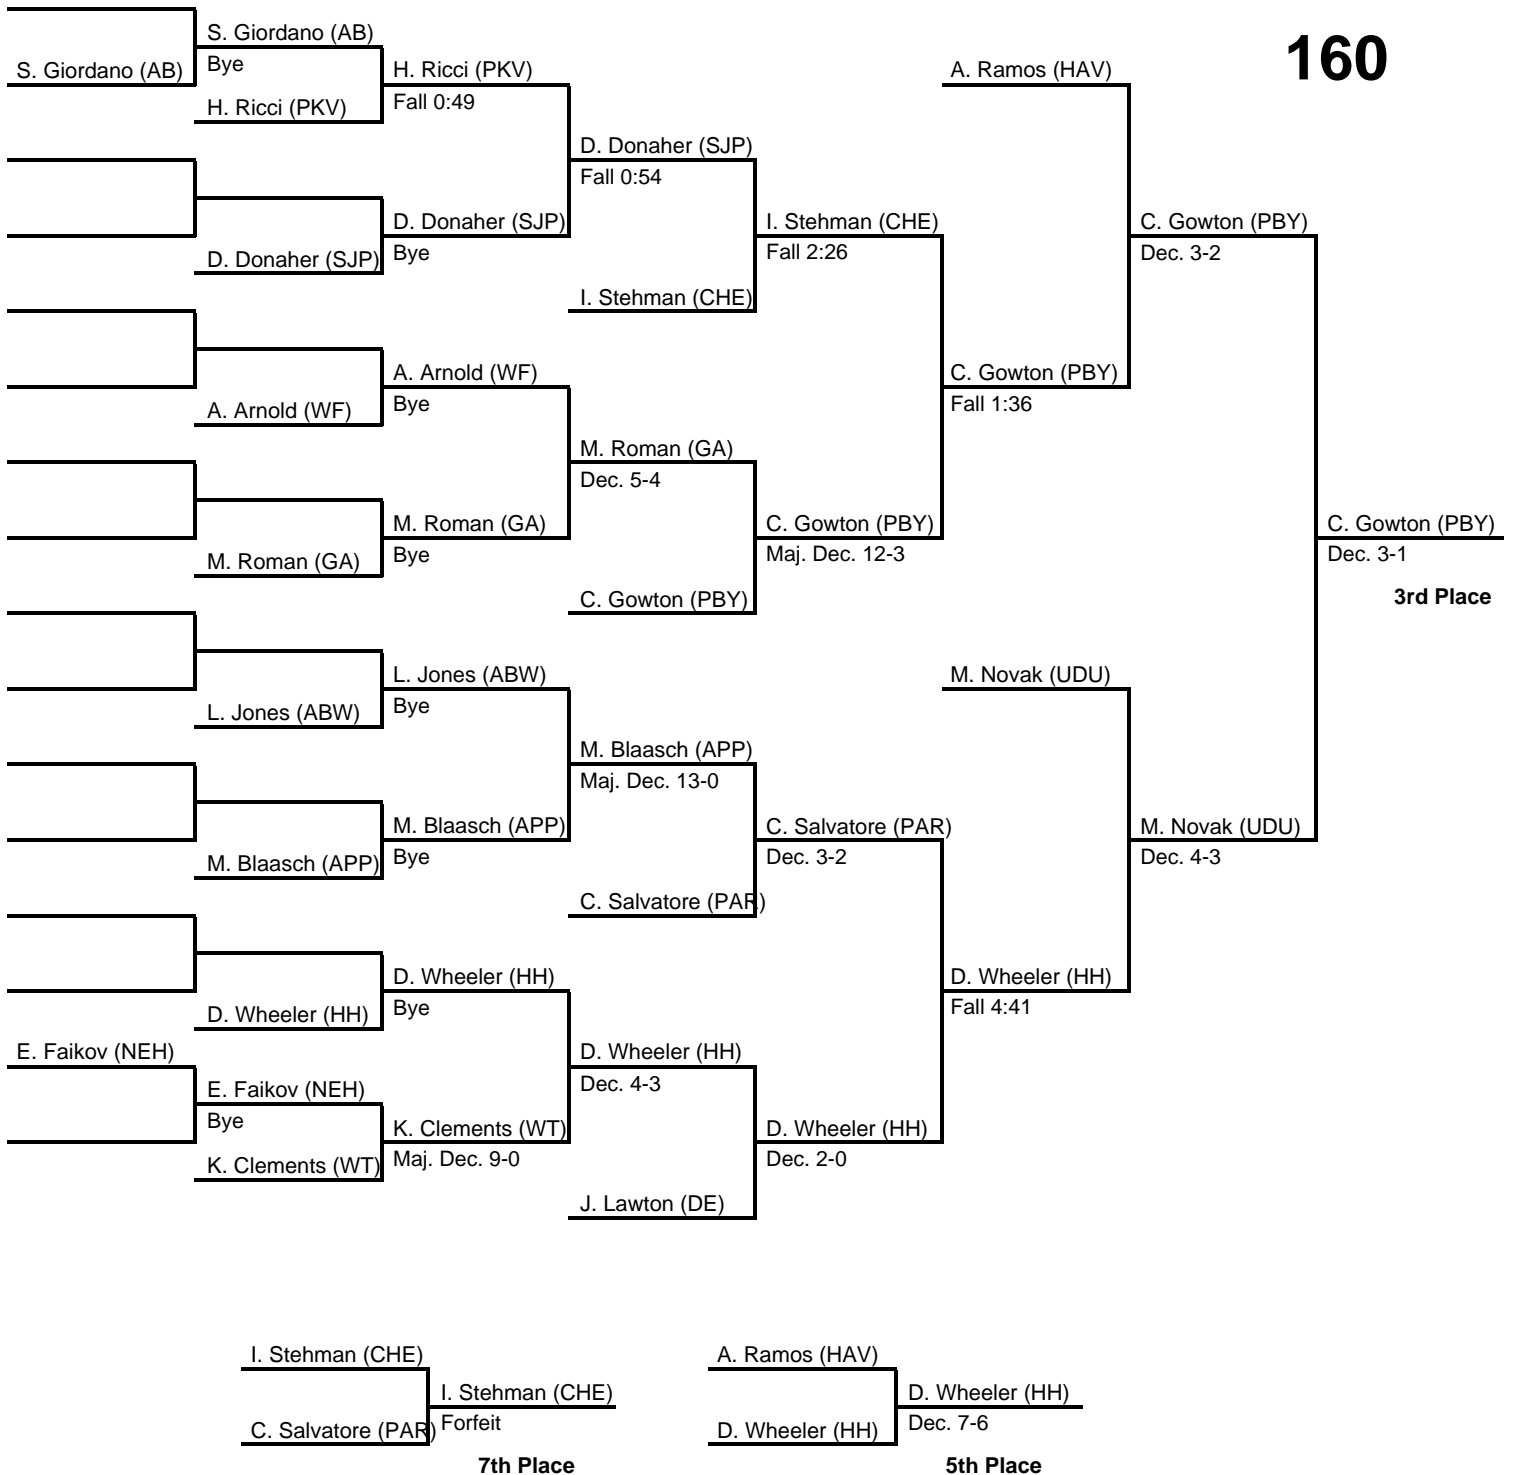 160
S. Giordano (AB)
S. Giordano (AB)
Bye
H. Ricci (PKV)
H. Ricci (PKV)
Fall 0:49
D. Donaher (SJP)
D. Donaher (SJP)
Bye
D. Donaher (SJP)
Fall 0:54
I. Stehman (CHE)
I. Stehman (CHE)
Fall 2:26
A. Arnold (WF)
A. Arnold (WF)
Bye
M. Roman (GA)
M. Roman (GA)
Bye
M. Roman (GA)
Dec. 5-4
C. Gowton (PBY)
C. Gowton (PBY)
Maj. Dec. 12-3
C. Gowton (PBY)
Fall 1:36
A. Ramos (HAV)
C. Gowton (PBY)
Dec. 3-2
L. Jones (ABW)
L. Jones (ABW)
Bye
M. Blaasch (APP)
M. Blaasch (APP)
Bye
M. Blaasch (APP)
Maj. Dec. 13-0
C. Salvatore (PAR)
C. Salvatore (PAR)
Dec. 3-2
D. Wheeler (HH)
D. Wheeler (HH)
Bye
E. Faikov (NEH)
E. Faikov (NEH)
Bye
K. Clements (WT)
K. Clements (WT)
Maj. Dec. 9-0
D. Wheeler (HH)
Dec. 4-3
J. Lawton (DE)
D. Wheeler (HH)
Dec. 2-0
D. Wheeler (HH)
Fall 4:41
M. Novak (UDU)
M. Novak (UDU)
Dec. 4-3
C. Gowton (PBY)
Dec. 3-1
3rd Place
I. Stehman (CHE)
C. Salvatore (PAR)
I. Stehman (CHE)
Forfeit
7th Place
A. Ramos (HAV)
D. Wheeler (HH)
D. Wheeler (HH)
Dec. 7-6
5th Place